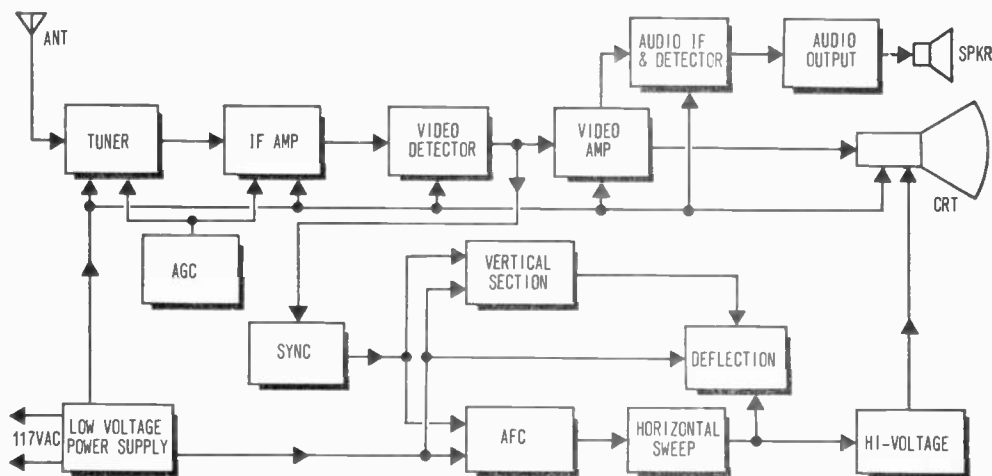 ANT
TUNER
IF AMP
VIDEO
DETECTOR
VIDEO
AMP
AUDIO IF
& DETECTOR
AUDIO
OUTPUT
SPKR
CRT
AGC
SYNC
VERTICAL
SECTION
DEFLECTION
117VAC
LOW VOLTAGE
POWER SUPPLY
AFC
HORIZONTAL
SWEEP
HI-VOLTAGE